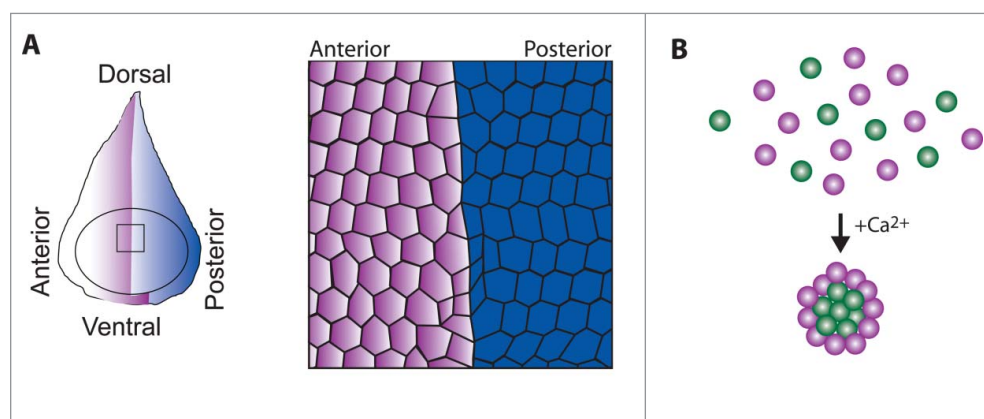 A
Dorsal
Anterior
Posterior
Ventral
Anterior
Posterior
B
+Ca²⁺